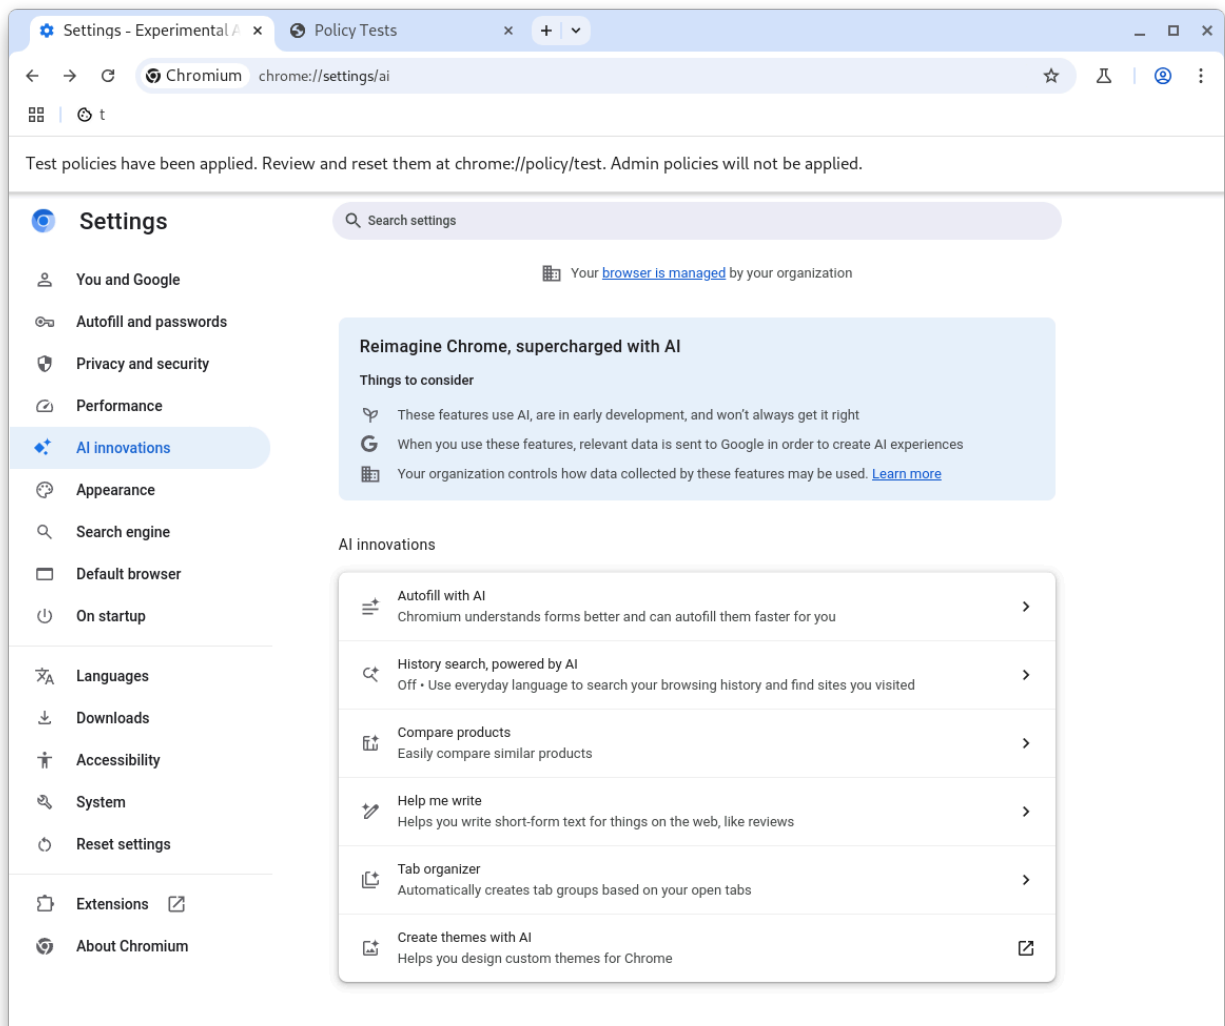 Settings - Experimental A
Policy Tests
Chromium chrome://settings/ai
t
Test policies have been applied. Review and reset them at chrome://policy/test. Admin policies will not be applied.
Settings
Search settings
Your browser is managed by your organization
You and Google
Autofill and passwords
Privacy and security
Performance
AI innovations
Appearance
Search engine
Default browser
On startup
Languages
Downloads
Accessibility
System
Reset settings
Extensions
About Chromium
Reimagine Chrome, supercharged with AI
Things to consider
These features use AI, are in early development, and won't always get it right
When you use these features, relevant data is sent to Google in order to create AI experiences
Your organization controls how data collected by these features may be used. Learn more
AI innovations
Autofill with AI
Chromium understands forms better and can autofill them faster for you
History search, powered by AI
Off • Use everyday language to search your browsing history and find sites you visited
Compare products
Easily compare similar products
Help me write
Helps you write short-form text for things on the web, like reviews
Tab organizer
Automatically creates tab groups based on your open tabs
Create themes with AI
Helps you design custom themes for Chrome